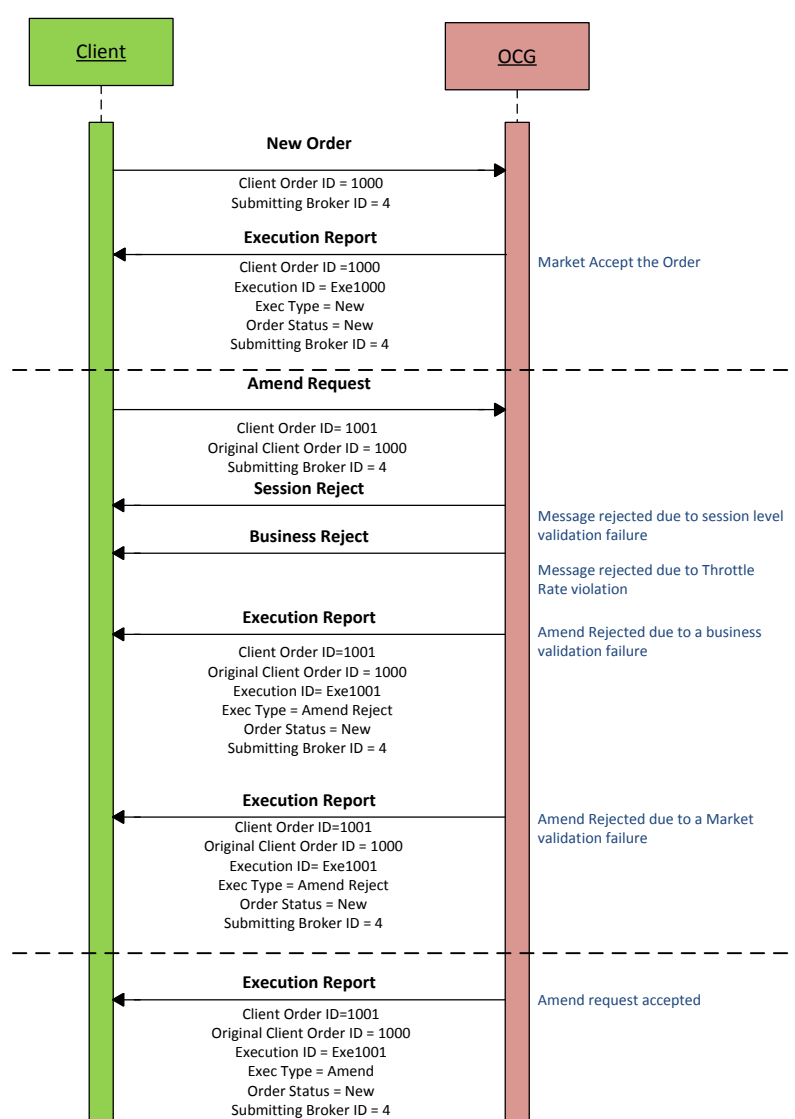 Client
OCG
New Order
Client Order ID = 1000
Submitting Broker ID = 4
Execution Report
Market Accept the Order
Client Order ID =1000
Execution ID = Exe1000
Exec Type = New
Order Status = New
Submitting Broker ID = 4
Amend Request
Client Order ID= 1001
Original Client Order ID = 1000
Submitting Broker ID = 4
Session Reject
Message rejected due to session level
validation failure
Business Reject
Message rejected due to Throttle
Rate violation
Execution Report
Amend Rejected due to a business
validation failure
Client Order ID=1001
Original Client Order ID = 1000
Execution ID= Exe1001
Exec Type = Amend Reject
Order Status = New
Submitting Broker ID = 4
Execution Report
Amend Rejected due to a Market
validation failure
Client Order ID=1001
Original Client Order ID = 1000
Execution ID= Exe1001
Exec Type = Amend Reject
Order Status = New
Submitting Broker ID = 4
Execution Report
Amend request accepted
Client Order ID=1001
Original Client Order ID = 1000
Execution ID = Exe1001
Exec Type = Amend
Order Status = New
Submitting Broker ID = 4